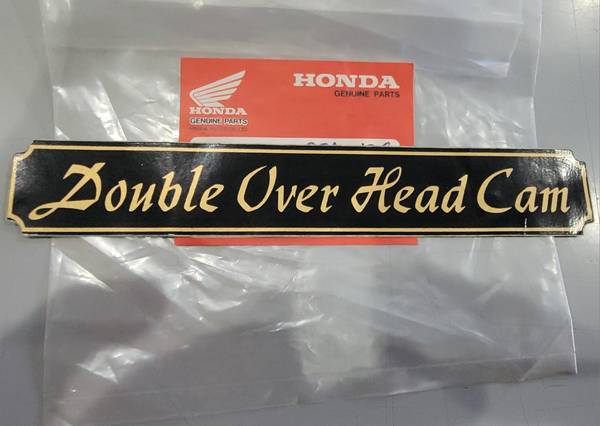 HONDA
GENUINE PARTS
HONDA
GENUINE PARTS
Double Over Head Cam